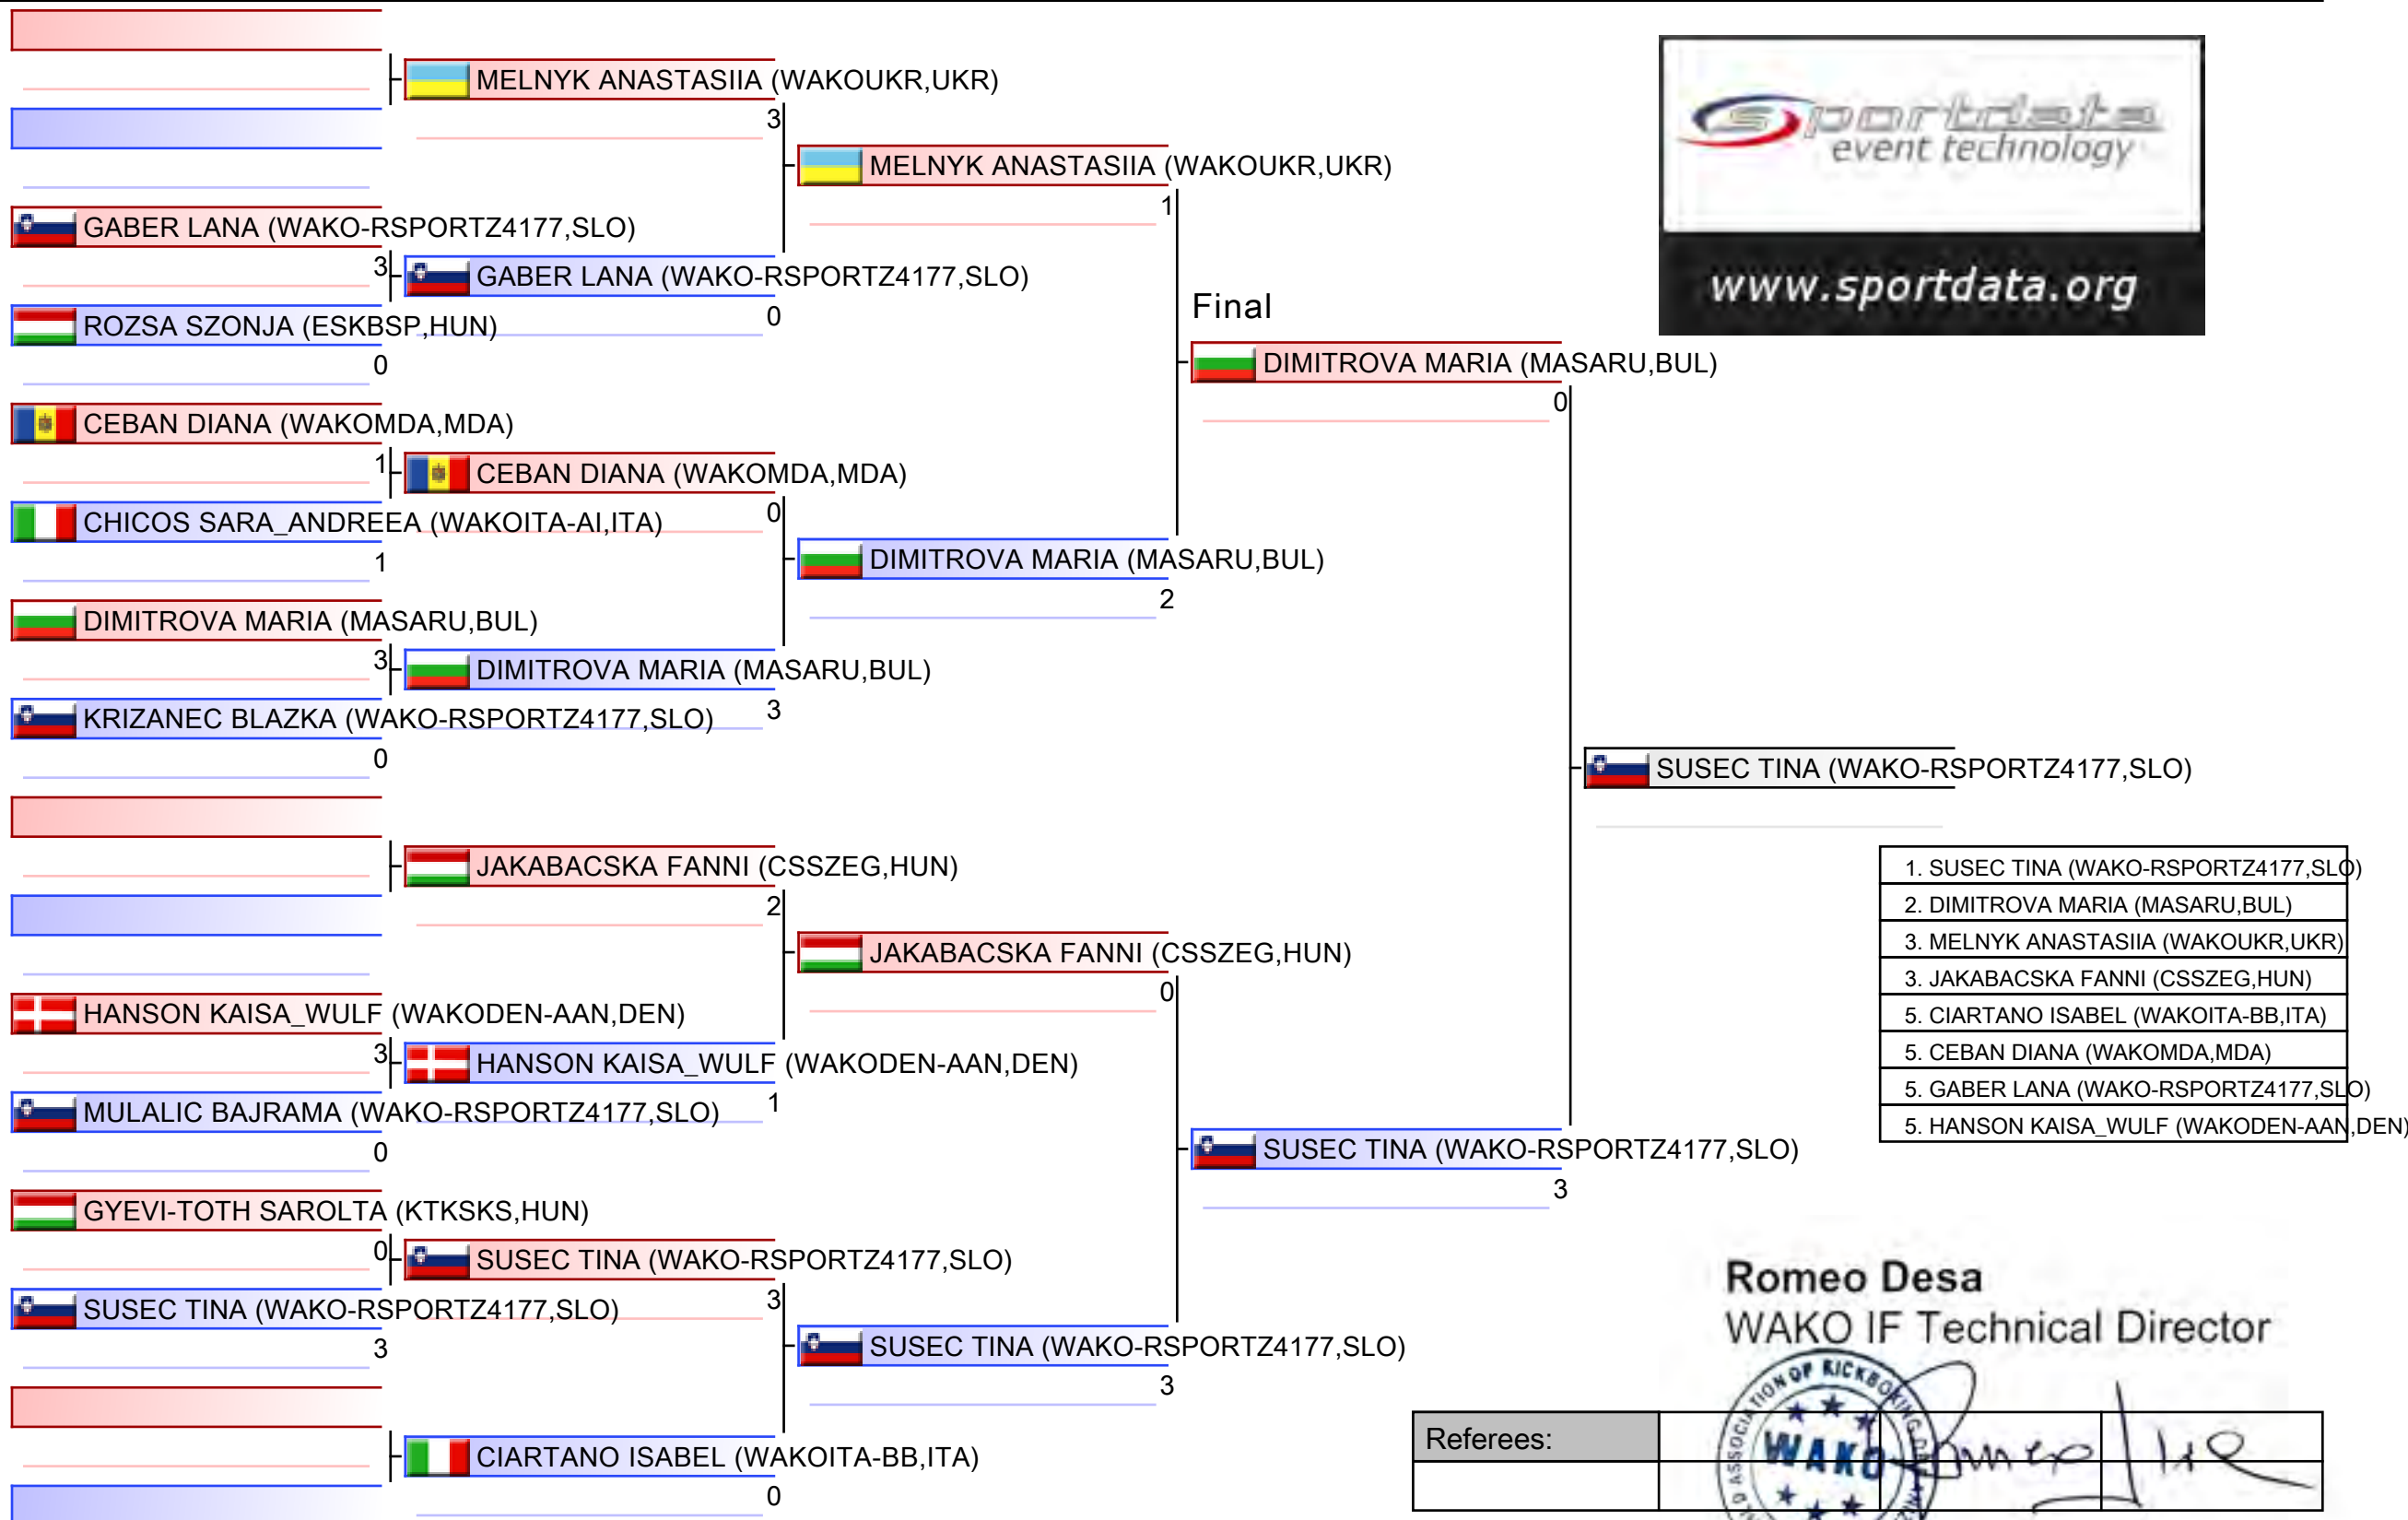 MELNYK ANASTASIIA (WAKOUKR,UKR)
3
GABER LANA (WAKO-RSPORTZ4177,SLO)
3
GABER LANA (WAKO-RSPORTZ4177,SLO)
0
ROZSA SZONJA (ESKBSP,HUN)
0
MELNYK ANASTASIIA (WAKOUKR,UKR)
1
CEBAN DIANA (WAKOMDA,MDA)
1
CEBAN DIANA (WAKOMDA,MDA)
0
CHICOS SARA_ANDREEA (WAKOITA-AI,ITA)
1
DIMITROVA MARIA (MASARU,BUL)
2
DIMITROVA MARIA (MASARU,BUL)
3
DIMITROVA MARIA (MASARU,BUL)
3
KRIZANEC BLAZKA (WAKO-RSPORTZ4177,SLO)
0
Final
DIMITROVA MARIA (MASARU,BUL)
0
SUSEC TINA (WAKO-RSPORTZ4177,SLO)
JAKABACSKA FANNI (CSSZEG,HUN)
2
JAKABACSKA FANNI (CSSZEG,HUN)
0
HANSON KAISA_WULF (WAKODEN-AAN,DEN)
3
HANSON KAISA_WULF (WAKODEN-AAN,DEN)
1
MULALIC BAJRAMA (WAKO-RSPORTZ4177,SLO)
0
SUSEC TINA (WAKO-RSPORTZ4177,SLO)
3
GYEVI-TOTH SAROLTA (KTKSKS,HUN)
0
SUSEC TINA (WAKO-RSPORTZ4177,SLO)
3
SUSEC TINA (WAKO-RSPORTZ4177,SLO)
3
SUSEC TINA (WAKO-RSPORTZ4177,SLO)
3
CIARTANO ISABEL (WAKOITA-BB,ITA)
0
sportdata
event technology
www.sportdata.org
1. SUSEC TINA (WAKO-RSPORTZ4177,SLO)
2. DIMITROVA MARIA (MASARU,BUL)
3. MELNYK ANASTASIIA (WAKOUKR,UKR)
3. JAKABACSKA FANNI (CSSZEG,HUN)
5. CIARTANO ISABEL (WAKOITA-BB,ITA)
5. CEBAN DIANA (WAKOMDA,MDA)
5. GABER LANA (WAKO-RSPORTZ4177,SLO)
5. HANSON KAISA_WULF (WAKODEN-AAN,DEN)
Romeo Desa
WAKO IF Technical Director
ASSOCIATION OF KICKBOXING
WAKO
Referees: